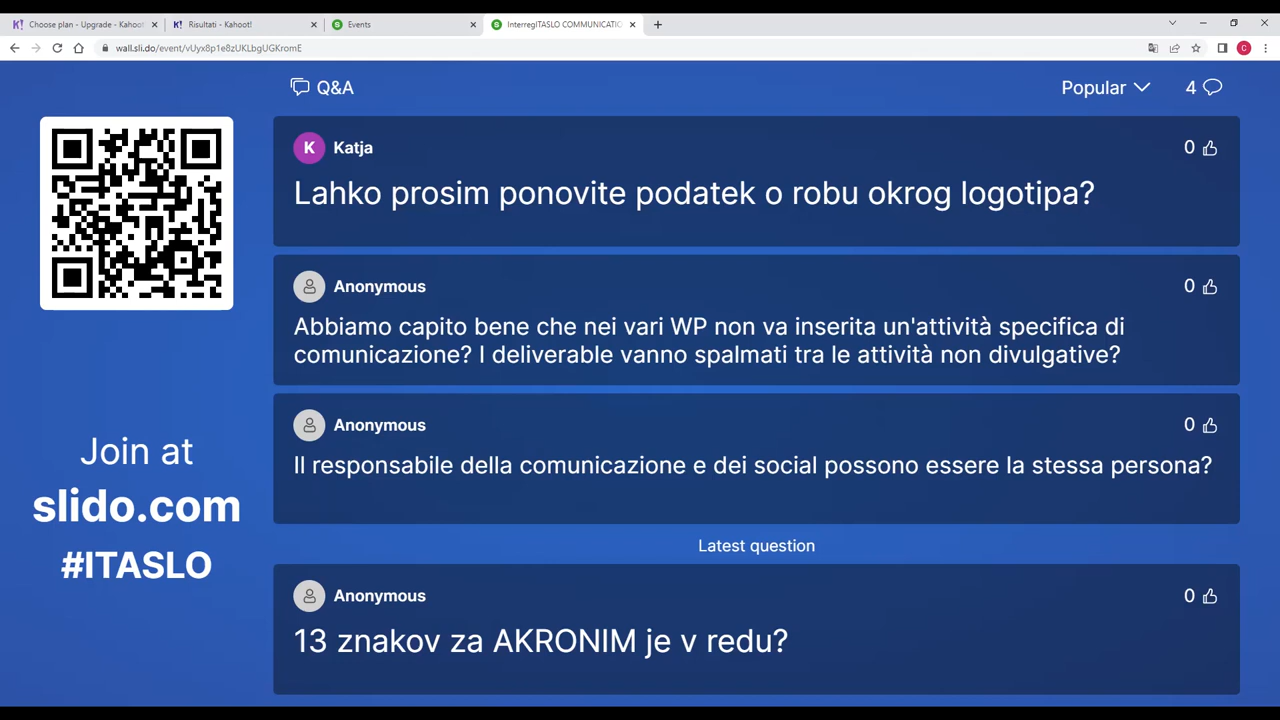 Choose plan - Upgrade - Kahoot
Risultati - Kahoot!
Events
InterregITASLO COMMUNICATIO
wall.sli.do/event/vUyx8p1e8zUKLbgUGKromE
C
Q&A
Popular
4
K
Katja
0
Lahko prosim ponovite podatek o robu okrog logotipa?
Anonymous
0
Abbiamo capito bene che nei vari WP non va inserita un'attività specifica di
comunicazione? I deliverable vanno spalmati tra le attività non divulgative?
Anonymous
0
Il responsabile della comunicazione e dei social possono essere la stessa persona?
Latest question
Anonymous
0
13 znakov za AKRONIM je v redu?
Join at
slido.com
#ITASLO